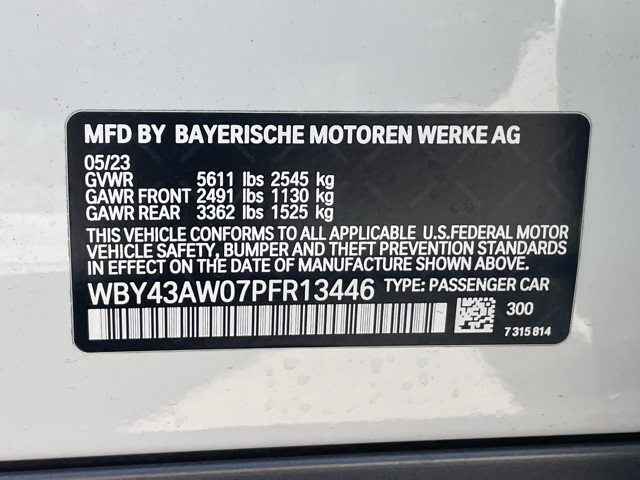 MFD BY BAYERISCHE MOTOREN WERKE AG
05/23
GVWR 5611 lbs 2545 kg
GAWR FRONT 2491 lbs 1130 kg
GAWR REAR 3362 lbs 1525 kg
THIS VEHICLE CONFORMS TO ALL APPLICABLE U.S.FEDERAL MOTOR
VEHICLE SAFETY, BUMPER AND THEFT PREVENTION STANDARDS
IN EFFECT ON THE DATE OF MANUFACTURE SHOWN ABOVE.
WBY43AW07PFR13446 TYPE: PASSENGER CAR
300
7 315 814